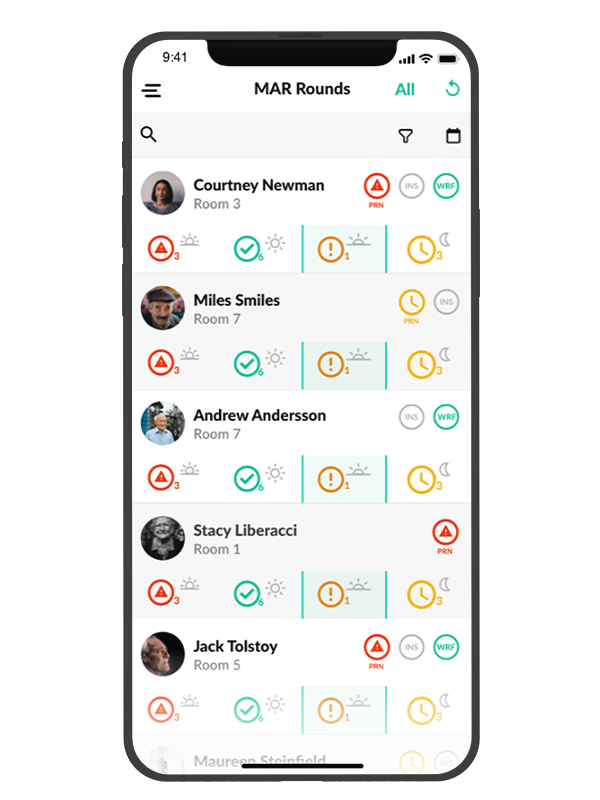 9:41
MAR Rounds All
Courtney Newman INS WRF
Room 3 PRN
3 6 1 3
Miles Smiles INS
Room 7 PRN
3 6 1 3
Andrew Andersson INS WRF
Room 7
3 6 1 3
Stacy Liberacci
Room 1 PRN
3 6 1 3
Jack Tolstoy INS WRF
Room 5 PRN
3 6 1 3
Maureen Steinfield INS